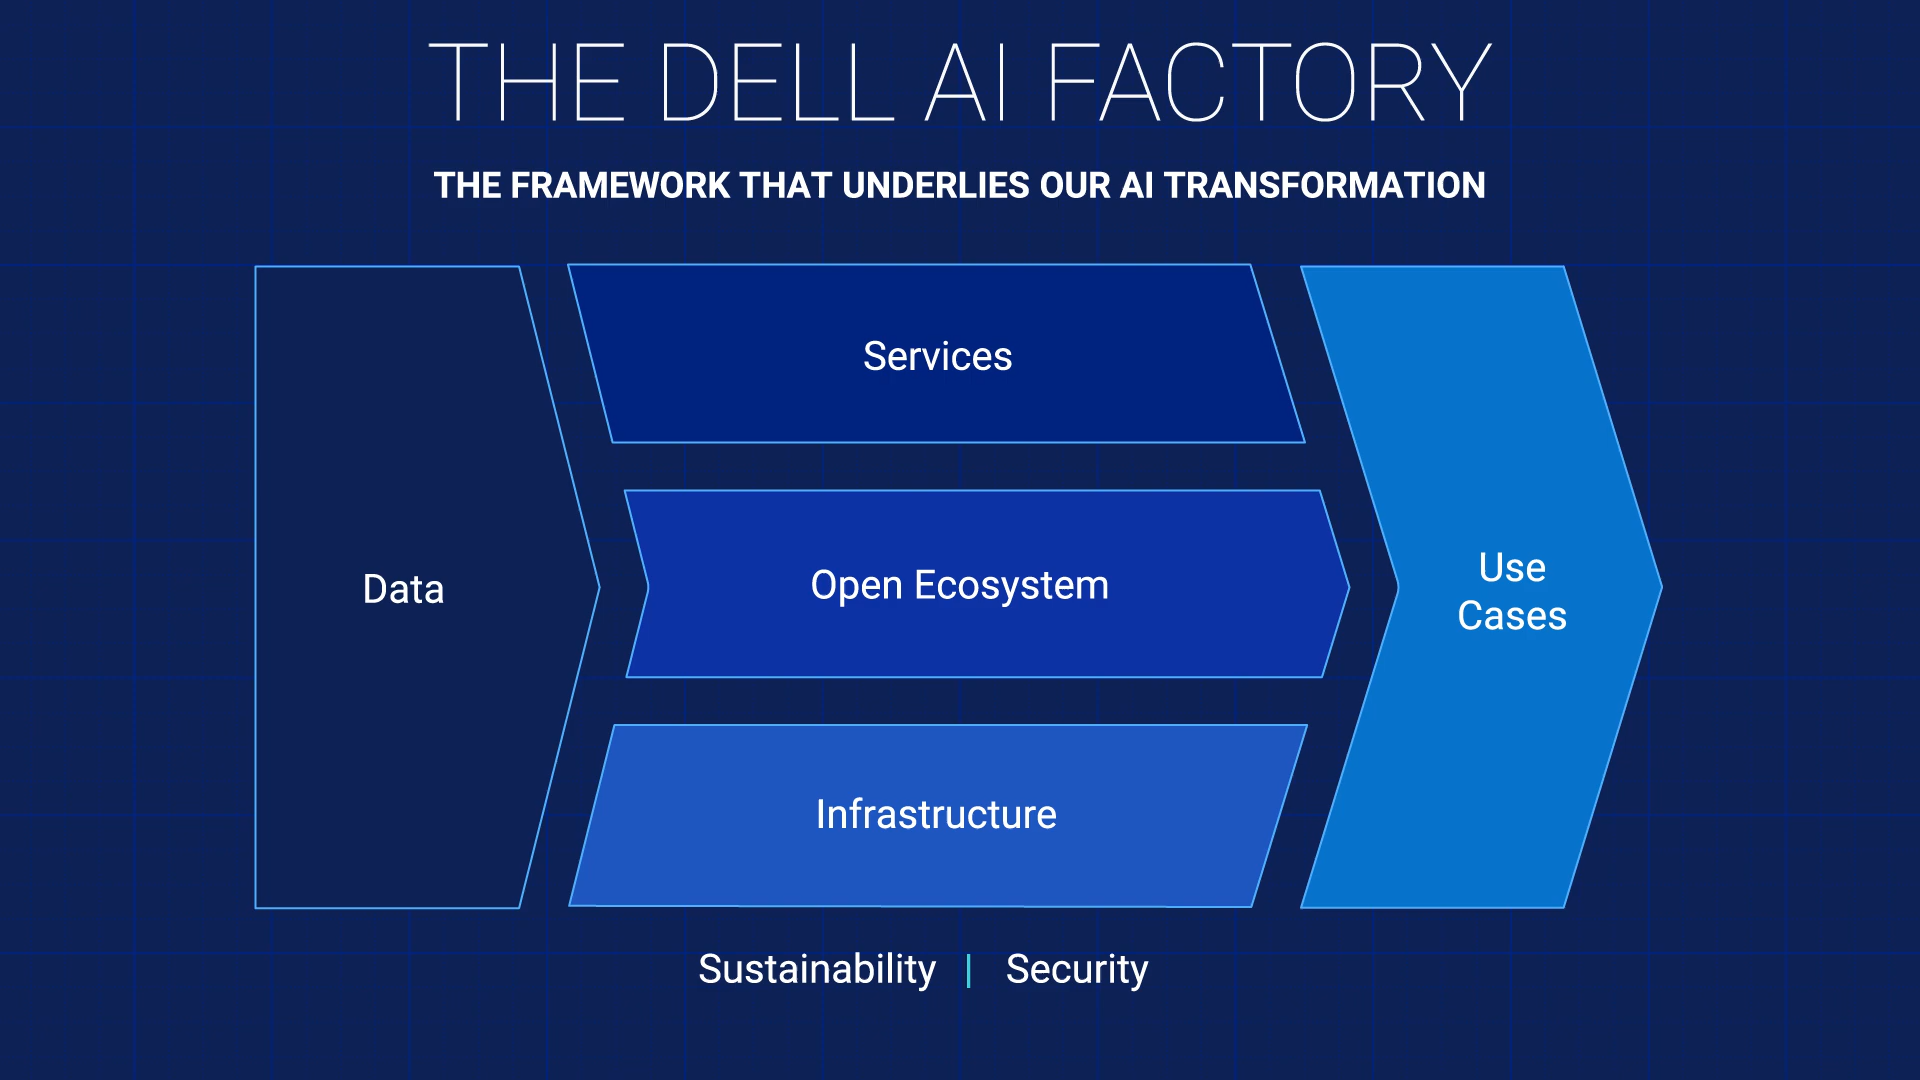 THE DELL AI FACTORY
THE FRAMEWORK THAT UNDERLIES OUR AI TRANSFORMATION
Data
Services
Open Ecosystem
Infrastructure
Use
Cases
Sustainability | Security